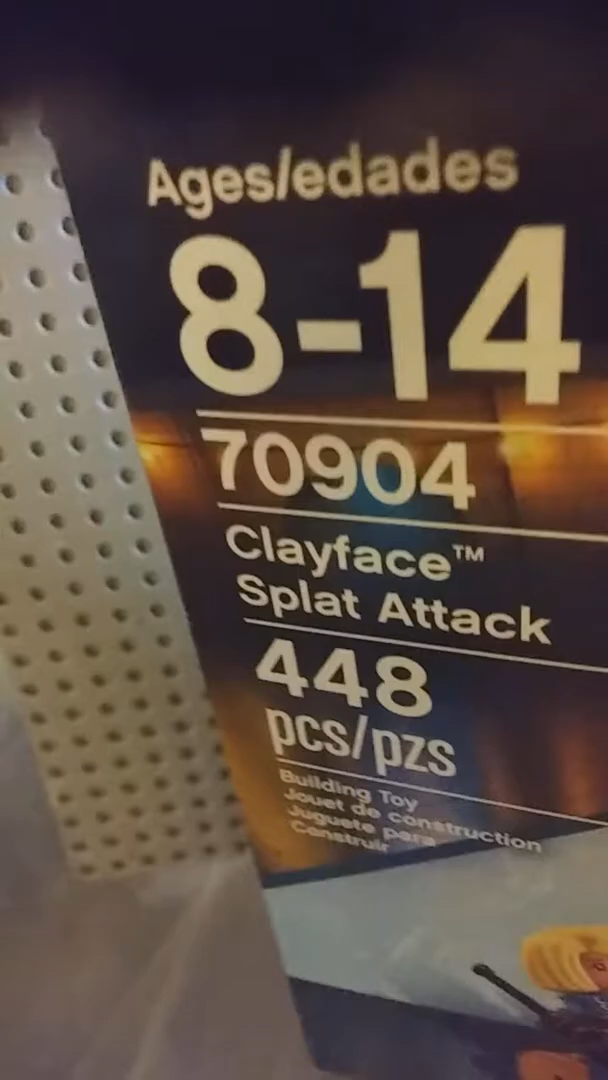 Ages/edades
8-14
70904
Clayface™
Splat Attack
448
pcs/pzs
Building Toy
Jouet de construction
Juguete para
Construir